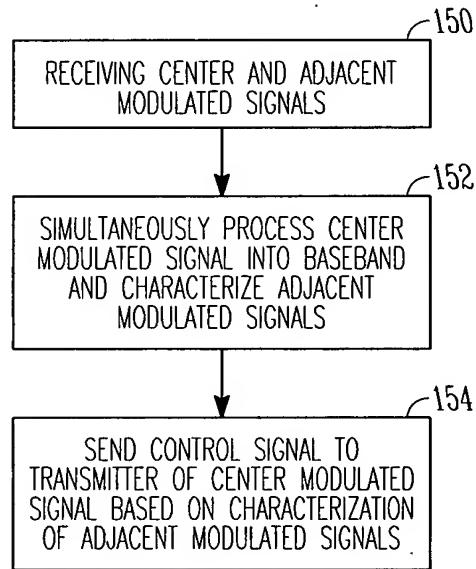 150
RECEIVING CENTER AND ADJACENT
MODULATED SIGNALS
152
SIMULTANEOUSLY PROCESS CENTER
MODULATED SIGNAL INTO BASEBAND
AND CHARACTERIZE ADJACENT
MODULATED SIGNALS
154
SEND CONTROL SIGNAL TO
TRANSMITTER OF CENTER MODULATED
SIGNAL BASED ON CHARACTERIZATION
OF ADJACENT MODULATED SIGNALS